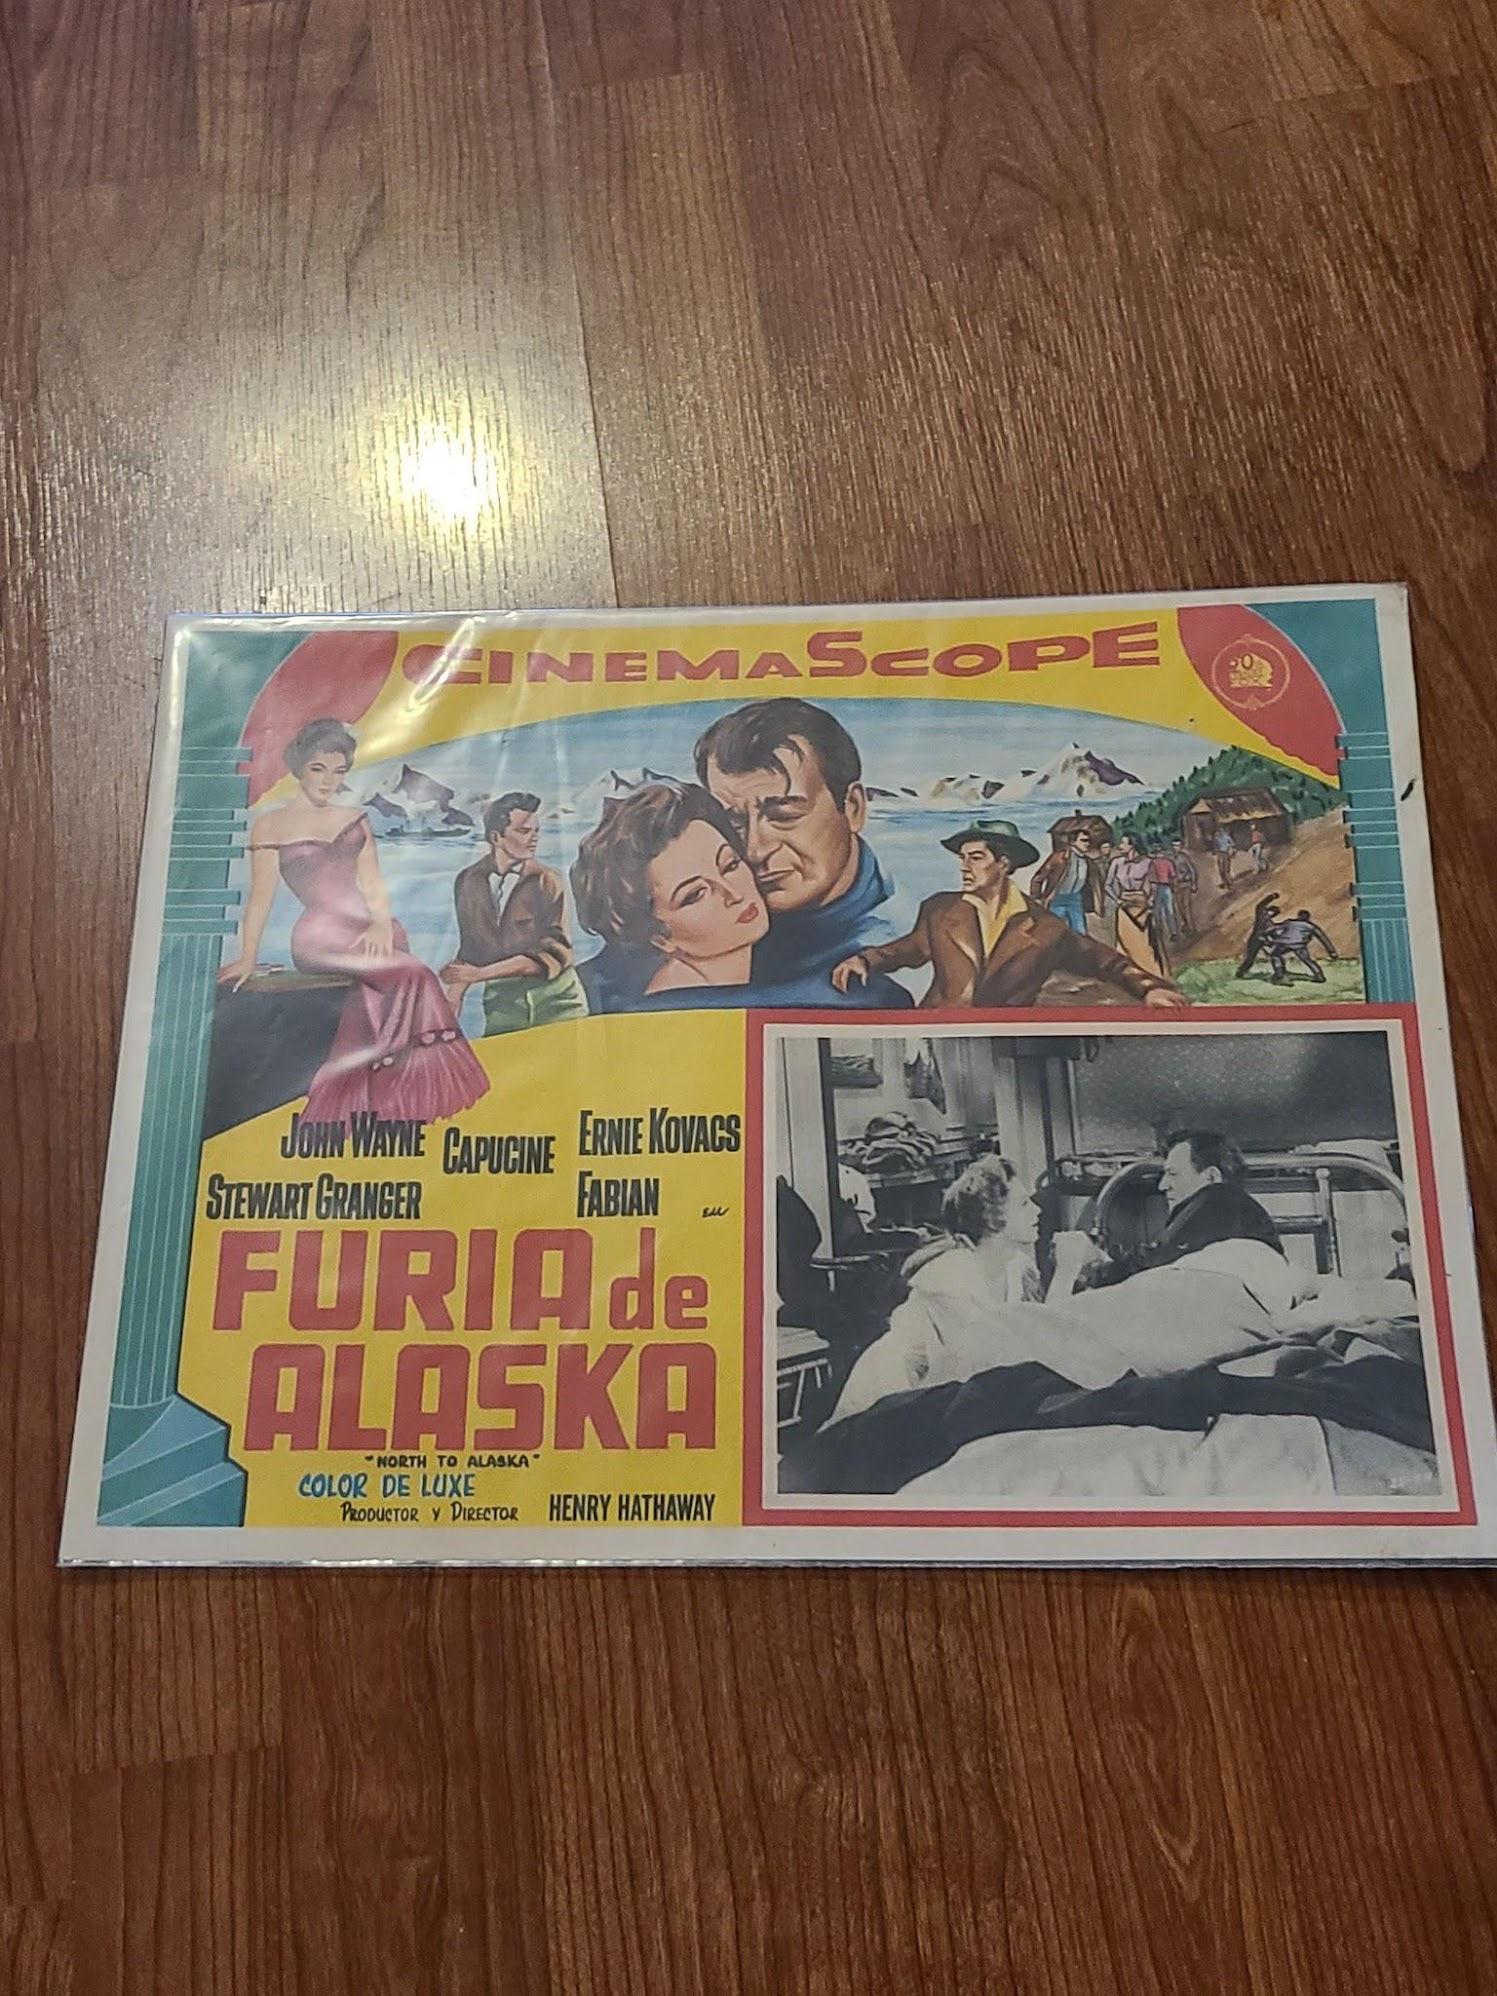 CINEMASCOPE
20
JOHN WAYNE CAPUCINE ERNIE KOVACS
STEWART GRANGER FABIAN EN
FURIA de
ALASKA
"NORTH TO ALASKA"
COLOR DE LUXE
PRODUCTOR Y DIRECTOR HENRY HATHAWAY